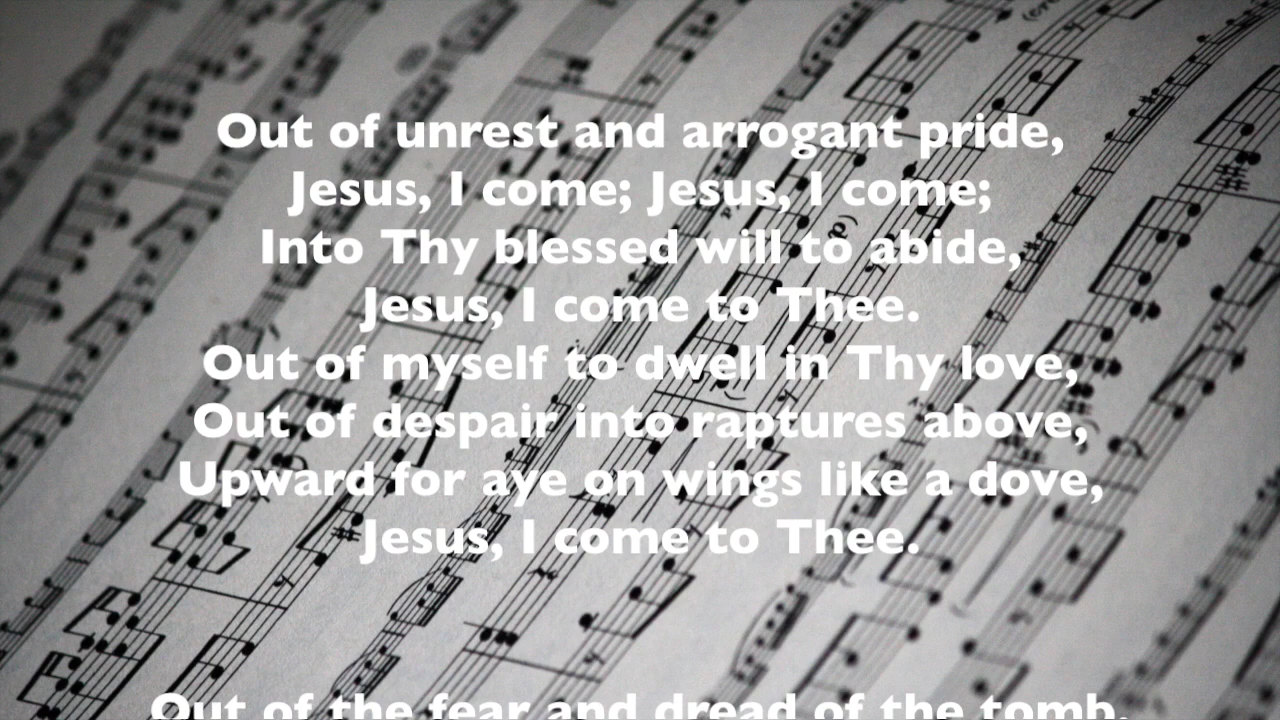 Out of unrest and arrogant pride,
Jesus, I come; Jesus, I come;
Into Thy blessed will to abide,
Jesus, I come to Thee.
Out of myself to dwell in Thy love,
Out of despair into raptures above,
Upward for aye on wings like a dove,
Jesus, I come to Thee.
Out of the fear and dread of the tomb,